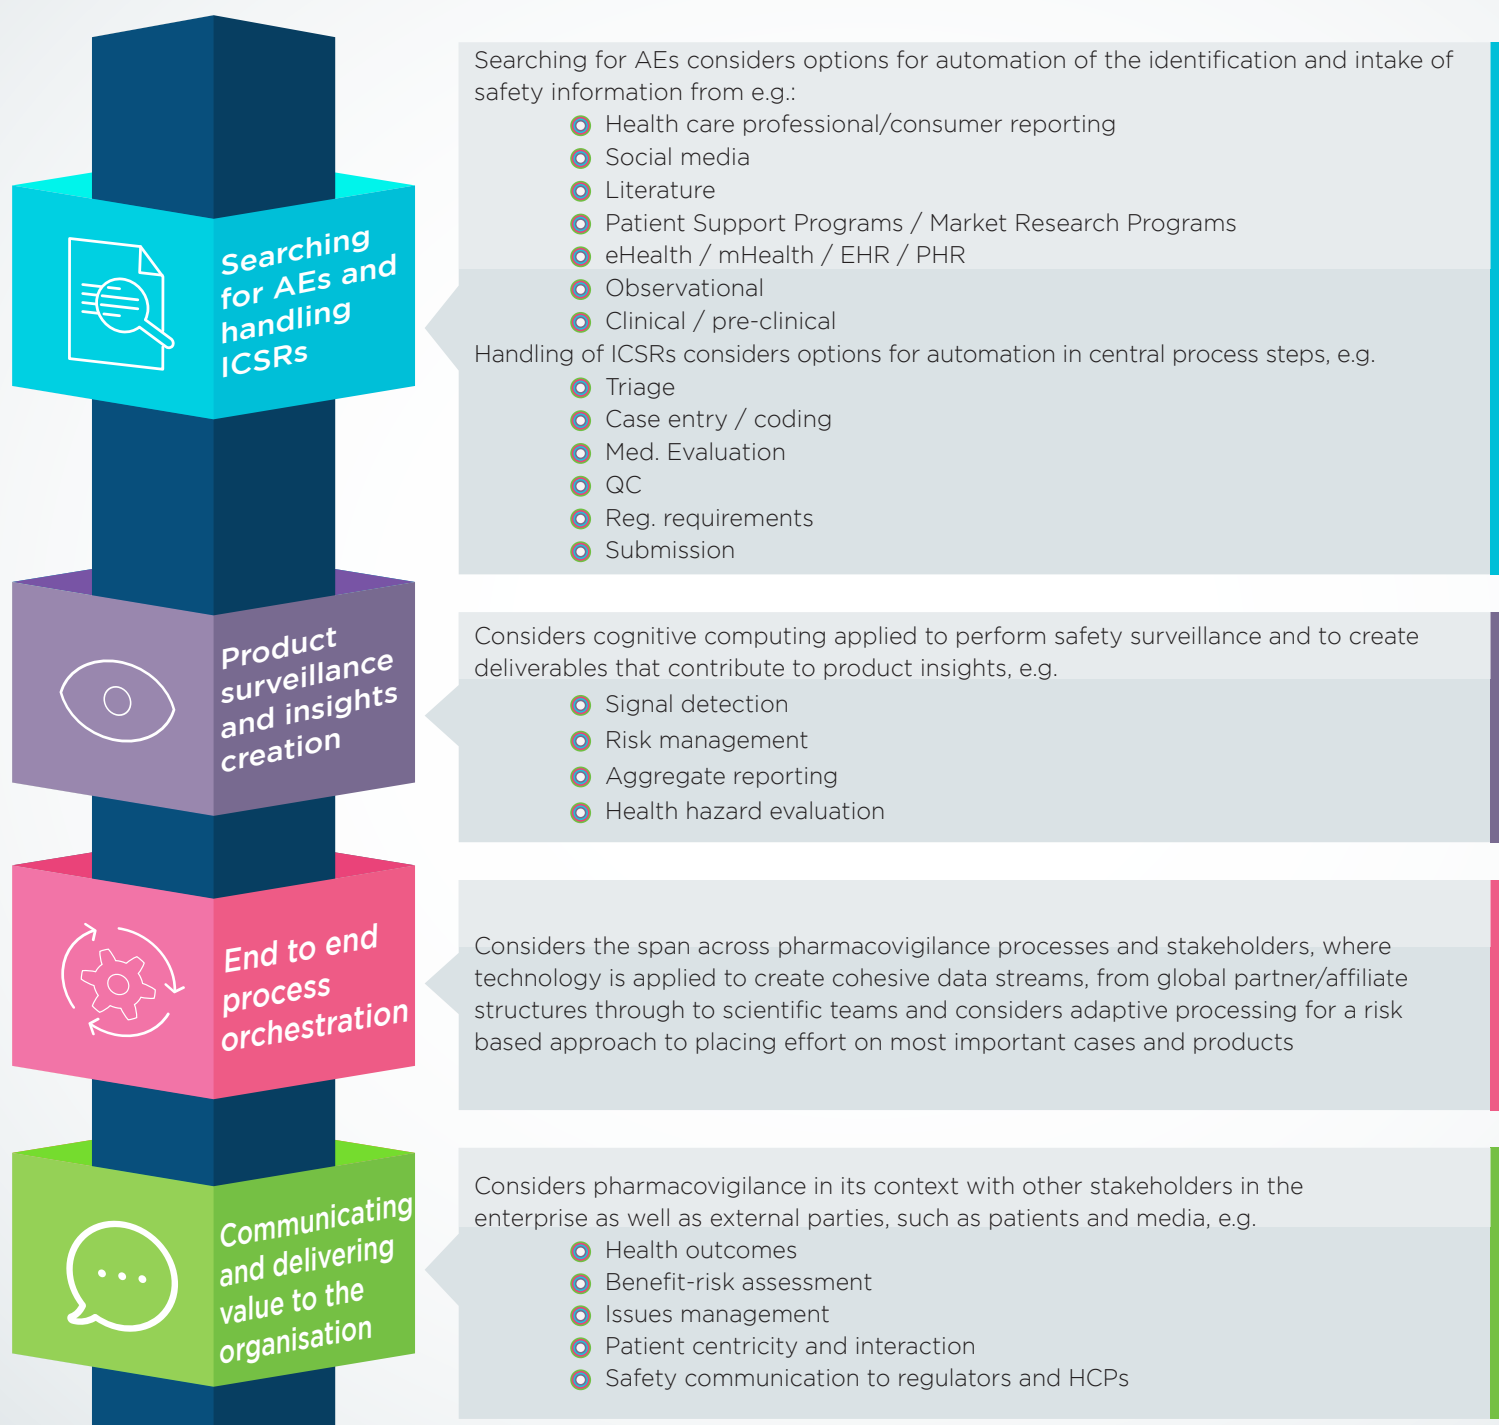 Searching
for AEs and
handling
ICSRs
Searching for AEs considers options for automation of the identification and intake of
safety information from e.g.:
Health care professional/consumer reporting
Social media
Literature
Patient Support Programs / Market Research Programs
eHealth / mHealth / EHR / PHR
Observational
Clinical / pre-clinical
Handling of ICSRs considers options for automation in central process steps, e.g.
Triage
Case entry / coding
Med. Evaluation
QC
Reg. requirements
Submission
Product
surveillance
and insights
creation
Considers cognitive computing applied to perform safety surveillance and to create
deliverables that contribute to product insights, e.g.
Signal detection
Risk management
Aggregate reporting
Health hazard evaluation
End to end
process
orchestration
Considers the span across pharmacovigilance processes and stakeholders, where
technology is applied to create cohesive data streams, from global partner/affiliate
structures through to scientific teams and considers adaptive processing for a risk
based approach to placing effort on most important cases and products
Communicating
and delivering
value to the
organisation
Considers pharmacovigilance in its context with other stakeholders in the
enterprise as well as external parties, such as patients and media, e.g.
Health outcomes
Benefit-risk assessment
Issues management
Patient centricity and interaction
Safety communication to regulators and HCPs